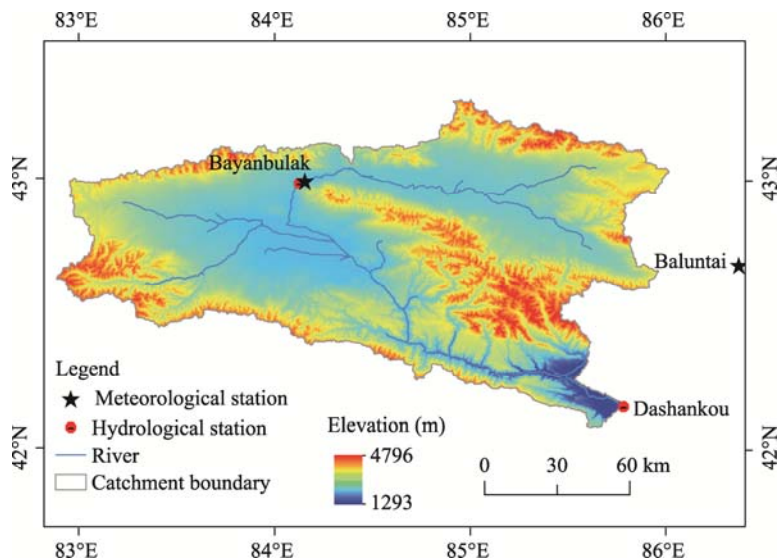 83°E 84°E 85°E 86°E
43°N 43°N
Bayanbulak
Baluntai
Legend
Meteorological station
Hydrological station
River
Catchment boundary
Elevation (m)
4796
1293
Dashankou
0 30 60 km
42°N 42°N
83°E 84°E 85°E 86°E